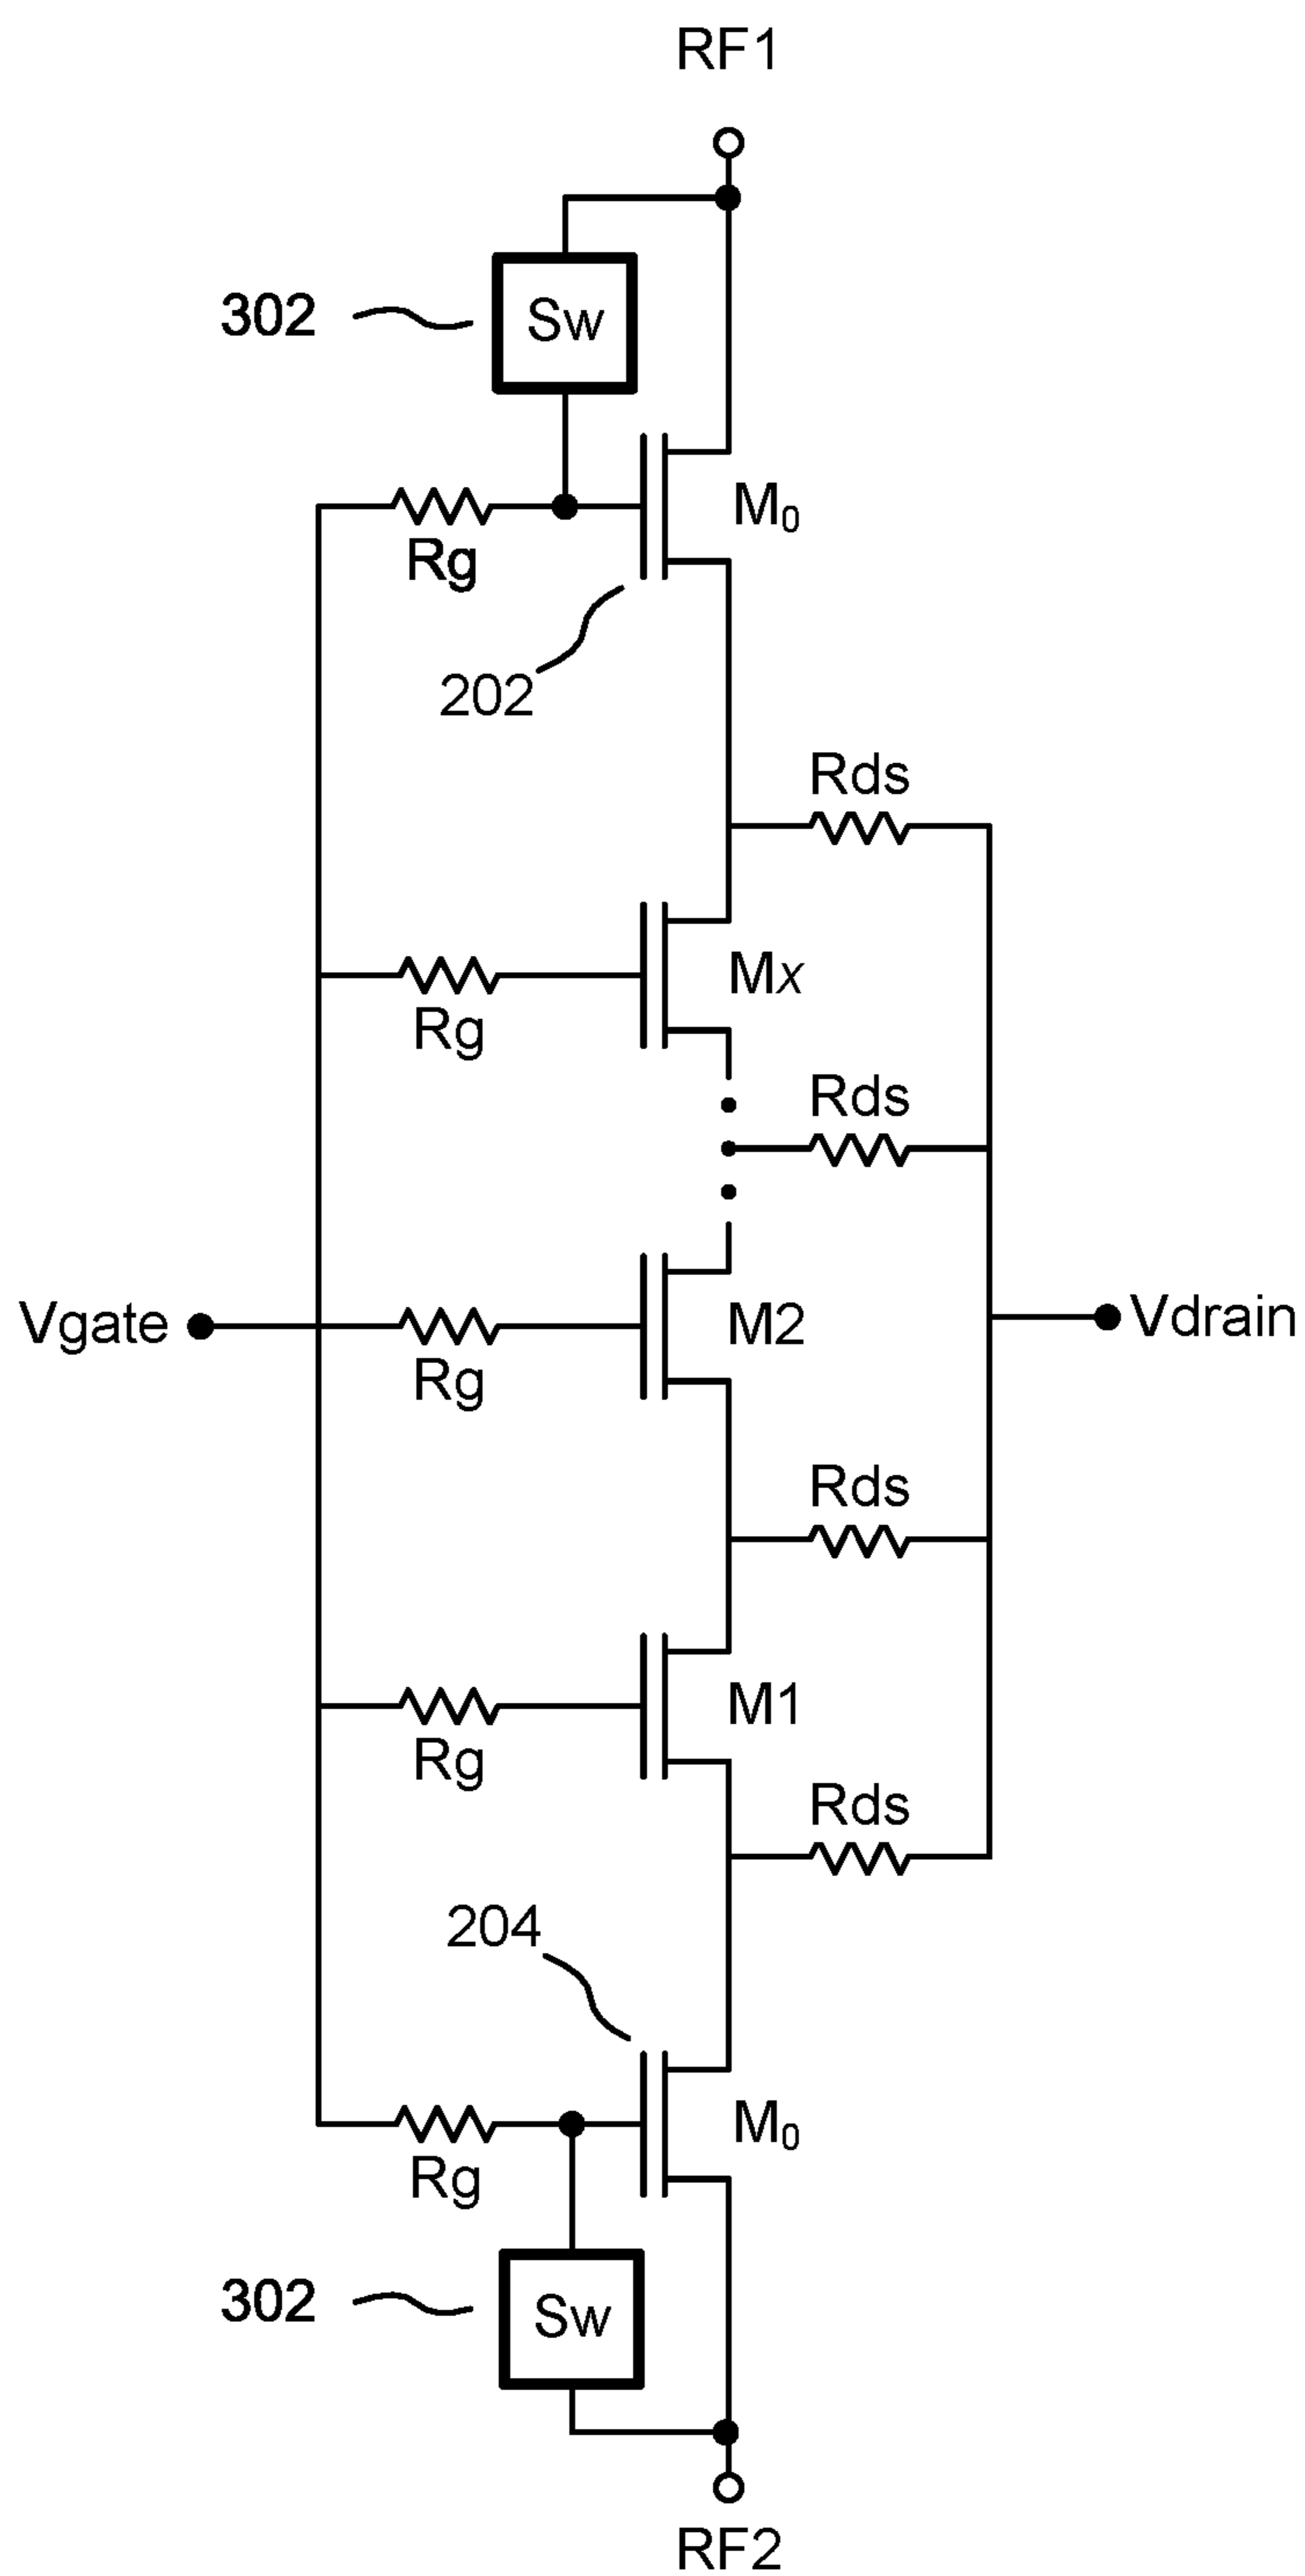 RF1
302
Sw
M0
Rg
202
Rds
Mx
Rg
Rds
Vgate
M2
Vdrain
Rg
Rds
M1
Rg
Rds
204
M0
Rg
302
Sw
RF2